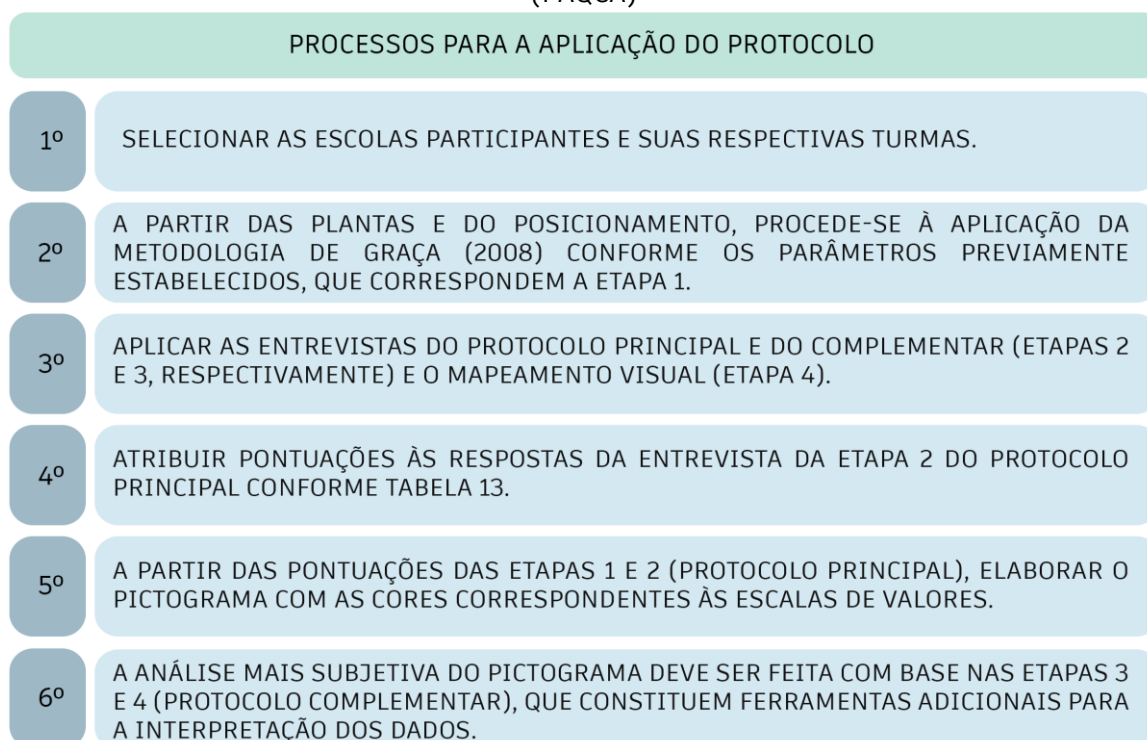 (PAQCA)
PROCESSOS PARA A APLICAÇÃO DO PROTOCOLO
1º
SELECIONAR AS ESCOLAS PARTICIPANTES E SUAS RESPECTIVAS TURMAS.
2º
A PARTIR DAS PLANTAS E DO POSICIONAMENTO, PROCEDE-SE À APLICAÇÃO DA
METODOLOGIA DE GRAÇA (2008) CONFORME OS PARÂMETROS PREVIAMENTE
ESTABELECIDOS, QUE CORRESPONDEM A ETAPA 1.
3º
APLICAR AS ENTREVISTAS DO PROTOCOLO PRINCIPAL E DO COMPLEMENTAR (ETAPAS 2
E 3, RESPECTIVAMENTE) E O MAPEAMENTO VISUAL (ETAPA 4).
4º
ATRIBUIR PONTUAÇÕES ÀS RESPOSTAS DA ENTREVISTA DA ETAPA 2 DO PROTOCOLO
PRINCIPAL CONFORME TABELA 13.
5º
A PARTIR DAS PONTUAÇÕES DAS ETAPAS 1 E 2 (PROTOCOLO PRINCIPAL), ELABORAR O
PICTOGRAMA COM AS CORES CORRESPONDENTES ÀS ESCALAS DE VALORES.
6º
A ANÁLISE MAIS SUBJETIVA DO PICTOGRAMA DEVE SER FEITA COM BASE NAS ETAPAS 3
E 4 (PROTOCOLO COMPLEMENTAR), QUE CONSTITUEM FERRAMENTAS ADICIONAIS PARA
A INTERPRETAÇÃO DOS DADOS.